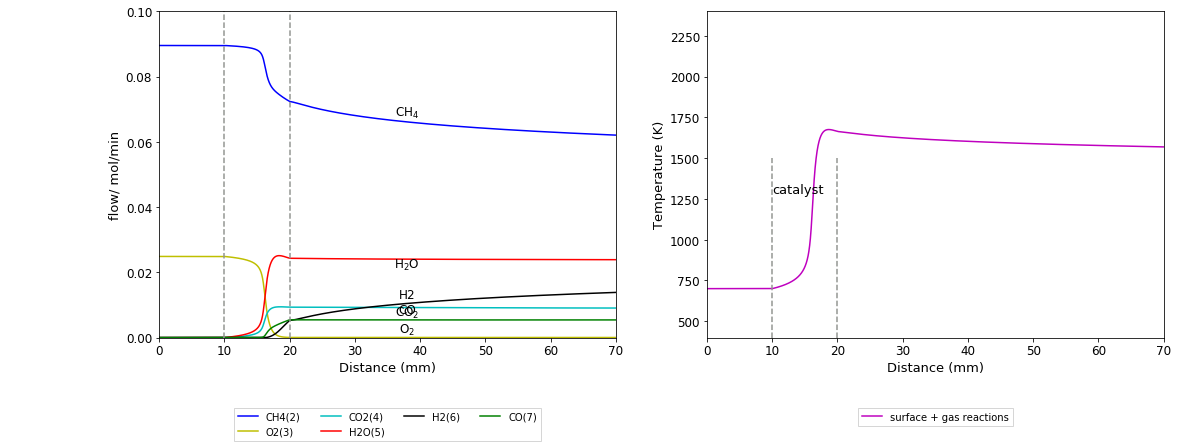 0.10
0.08
0.06
0.04
0.02
0.00
flow/ mol/min
CH4
H2O
H2
CO
CO2
O2
0 10 20 30 40 50 60 70
Distance (mm)
CH4(2) CO2(4) H2(6) CO(7)
O2(3) H2O(5)
2250
2000
1750
1500
1250
1000
750
500
Temperature (K)
catalyst
0 10 20 30 40 50 60 70
Distance (mm)
surface + gas reactions